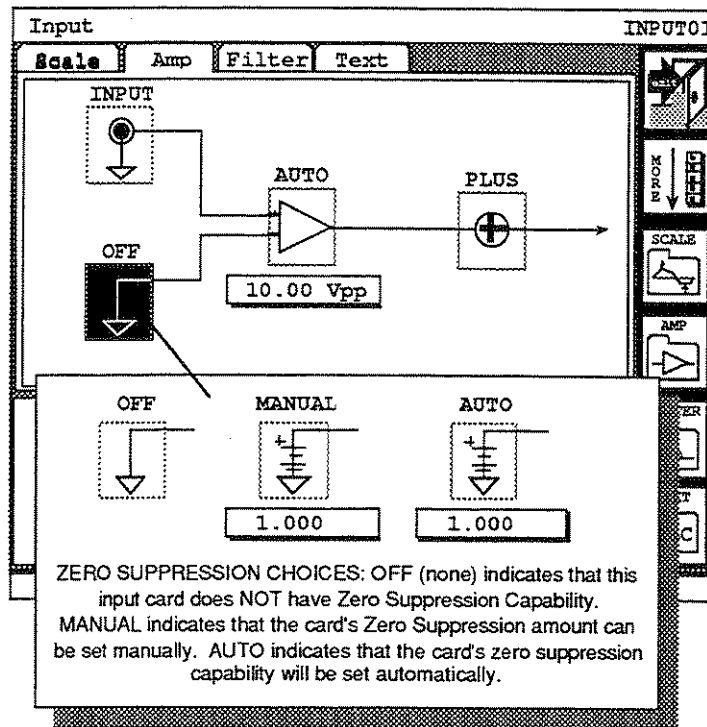 Input INPUT01
Scale Amp Filter Text
INPUT
AUTO
PLUS
OFF
10.00 Vpp
MORE
SCALE
AMP
OFF MANUAL AUTO
1.000 1.000
ZERO SUPPRESSION CHOICES: OFF (none) indicates that this
input card does NOT have Zero Suppression Capability.
MANUAL indicates that the card's Zero Suppression amount can
be set manually. AUTO indicates that the card's zero suppression
capability will be set automatically.